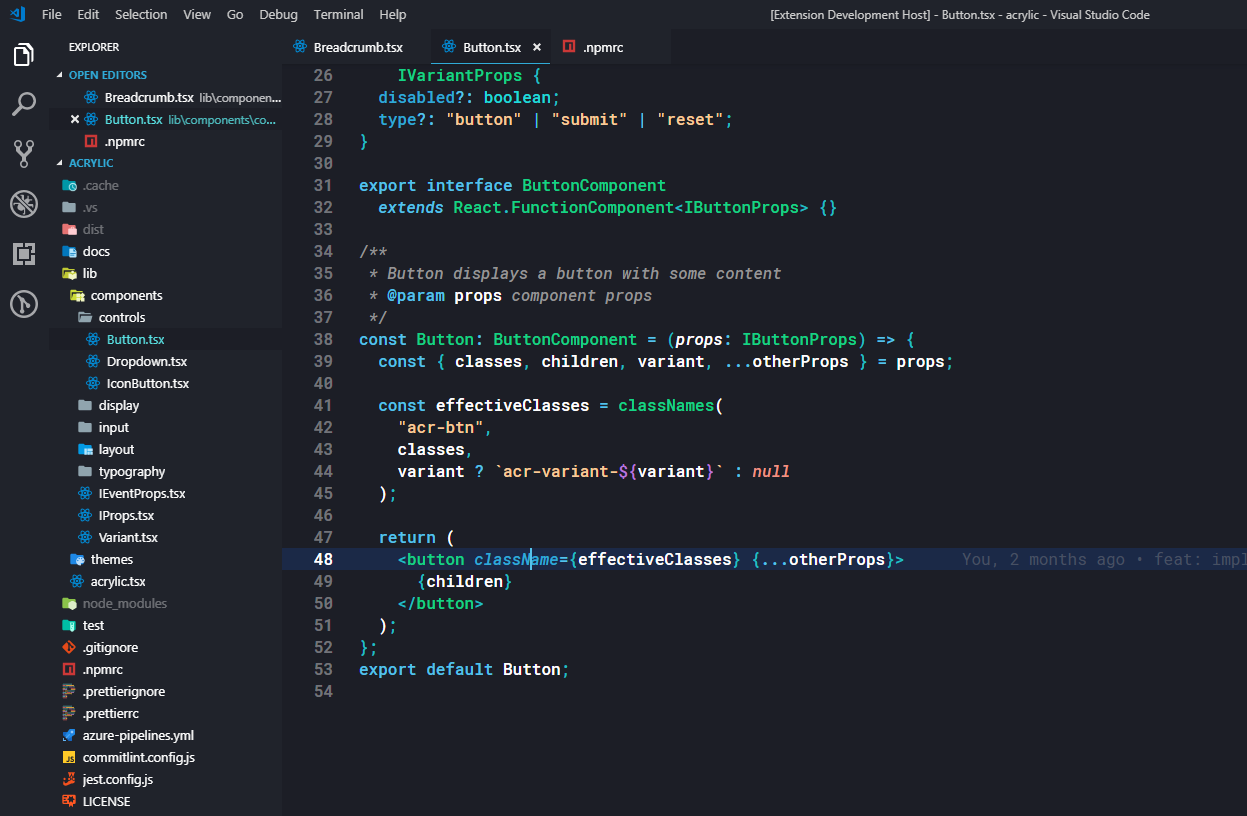 File Edit Selection View Go Debug Terminal Help [Extension Development Host] - Button.tsx - acrylic - Visual Studio Code
EXPLORER
OPEN EDITORS
Breadcrumb.tsx lib\componen...
Button.tsx lib\components\co...
.npmrc
ACRYLIC
.cache
.vs
dist
docs
lib
components
controls
Button.tsx
Dropdown.tsx
IconButton.tsx
display
input
layout
typography
IEventProps.tsx
IProps.tsx
Variant.tsx
themes
acrylic.tsx
node_modules
test
.gitignore
.npmrc
.prettierignore
.prettierrc
azure-pipelines.yml
commitlint.config.js
jest.config.js
LICENSE
Breadcrumb.tsx Button.tsx .npmrc
26 IVariantProps {
27 disabled?: boolean;
28 type?: "button" | "submit" | "reset";
29 }
30
31 export interface ButtonComponent
32 extends React.FunctionComponent<IButtonProps> {}
33
34 /**
35 * Button displays a button with some content
36 * @param props component props
37 */
38 const Button: ButtonComponent = (props: IButtonProps) => {
39 const { classes, children, variant, ...otherProps } = props;
40
41 const effectiveClasses = classNames(
42 "acr-btn",
43 classes,
44 variant ? `acr-variant-${variant}` : null
45 );
46
47 return (
48 <button className={effectiveClasses} {...otherProps}> You, 2 months ago • feat: impl
49 {children}
50 </button>
51 );
52 };
53 export default Button;
54